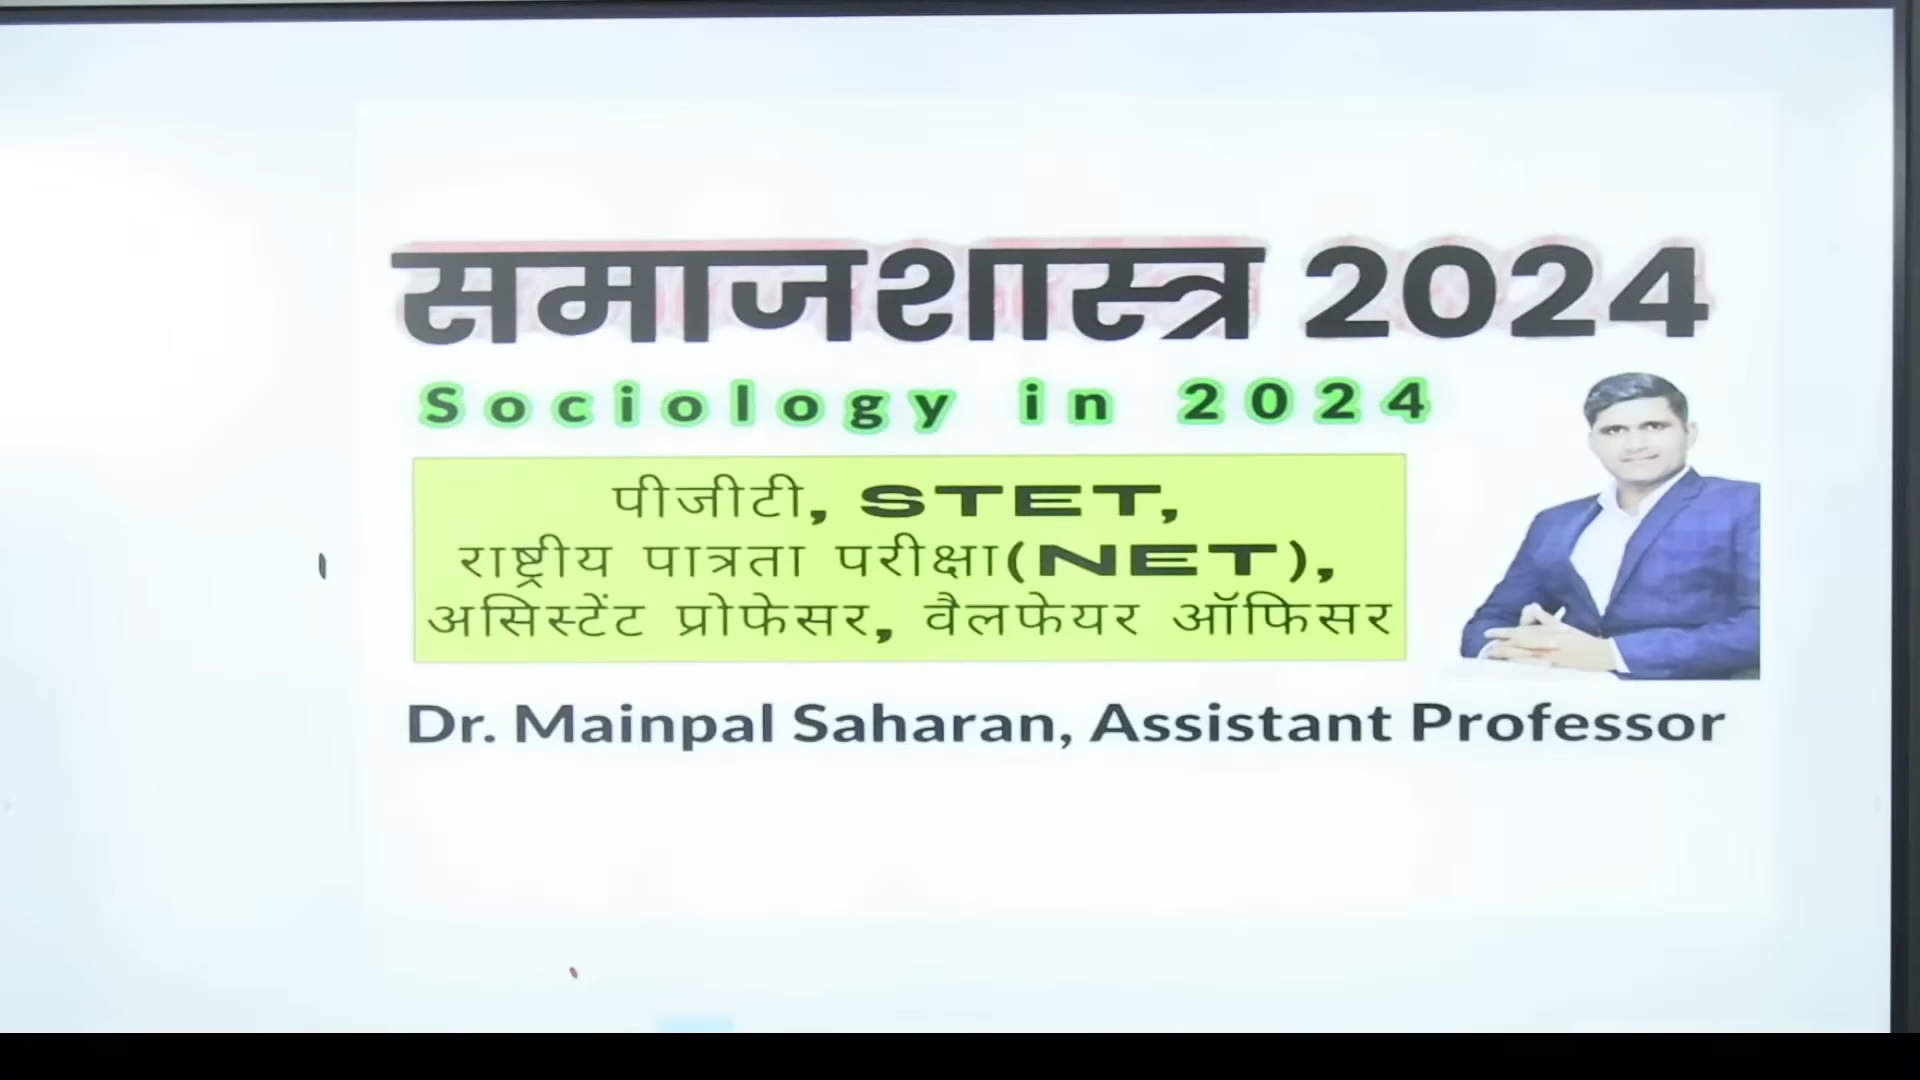 समाजशास्त्र 2024
Sociology in 2024
पीजीटी, STET,
राष्ट्रीय पात्रता परीक्षा(NET),
असिस्टेंट प्रोफेसर, वैलफेयर ऑफिसर
Dr. Mainpal Saharan, Assistant Professor